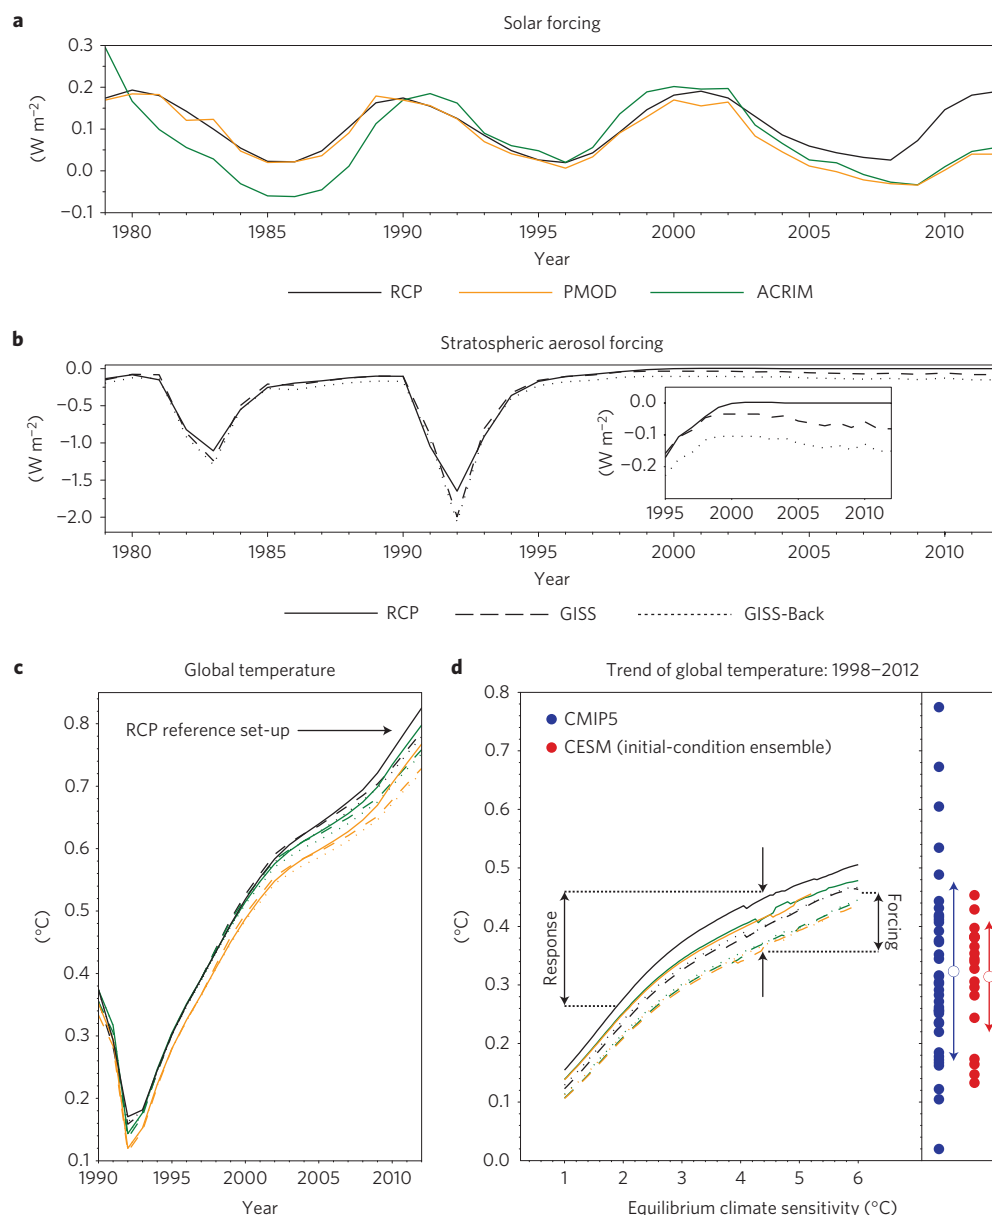 a
Solar forcing
0.3
0.2
0.1
0.0
−0.1
(W m−2)
1980 1985 1990 1995 2000 2005 2010
Year
RCP PMOD ACRIM
b
Stratospheric aerosol forcing
0.0
−0.5
−1.0
−1.5
−2.0
(W m−2)
0.0
−0.1
−0.2
(W m−2)
1995 2000 2005 2010
1980 1985 1990 1995 2000 2005 2010
Year
RCP GISS GISS-Back
c
Global temperature
RCP reference set-up
0.8
0.7
0.6
0.5
0.4
0.3
0.2
0.1
(°C)
1990 1995 2000 2005 2010
Year
d
Trend of global temperature: 1998–2012
CMIP5
CESM (initial-condition ensemble)
0.8
0.7
0.6
0.5
0.4
0.3
0.2
0.1
0.0
(°C)
Response
Forcing
1 2 3 4 5 6
Equilibrium climate sensitivity (°C)